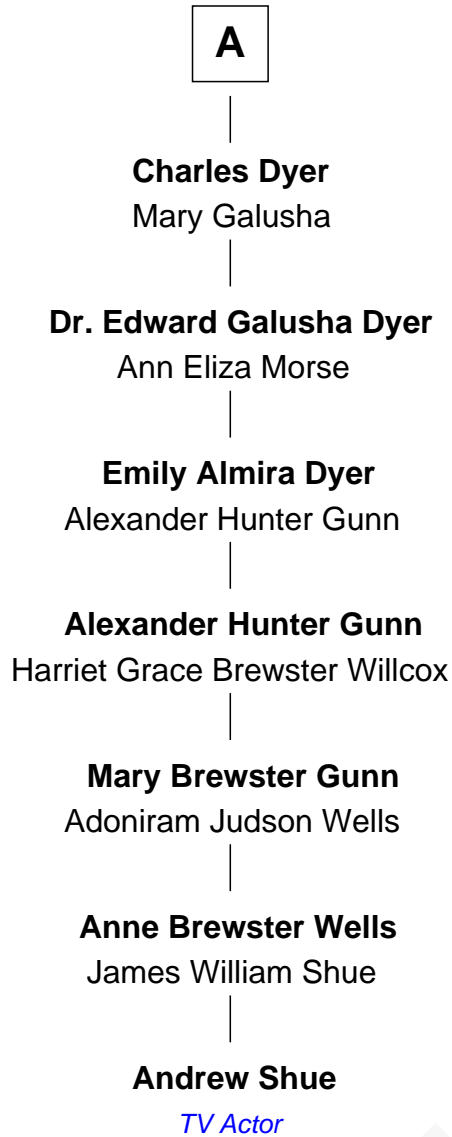 A
Charles Dyer
Mary Galusha
Dr. Edward Galusha Dyer
Ann Eliza Morse
Emily Almira Dyer
Alexander Hunter Gunn
Alexander Hunter Gunn
Harriet Grace Brewster Willcox
Mary Brewster Gunn
Adoniram Judson Wells
Anne Brewster Wells
James William Shue
Andrew Shue
TV Actor